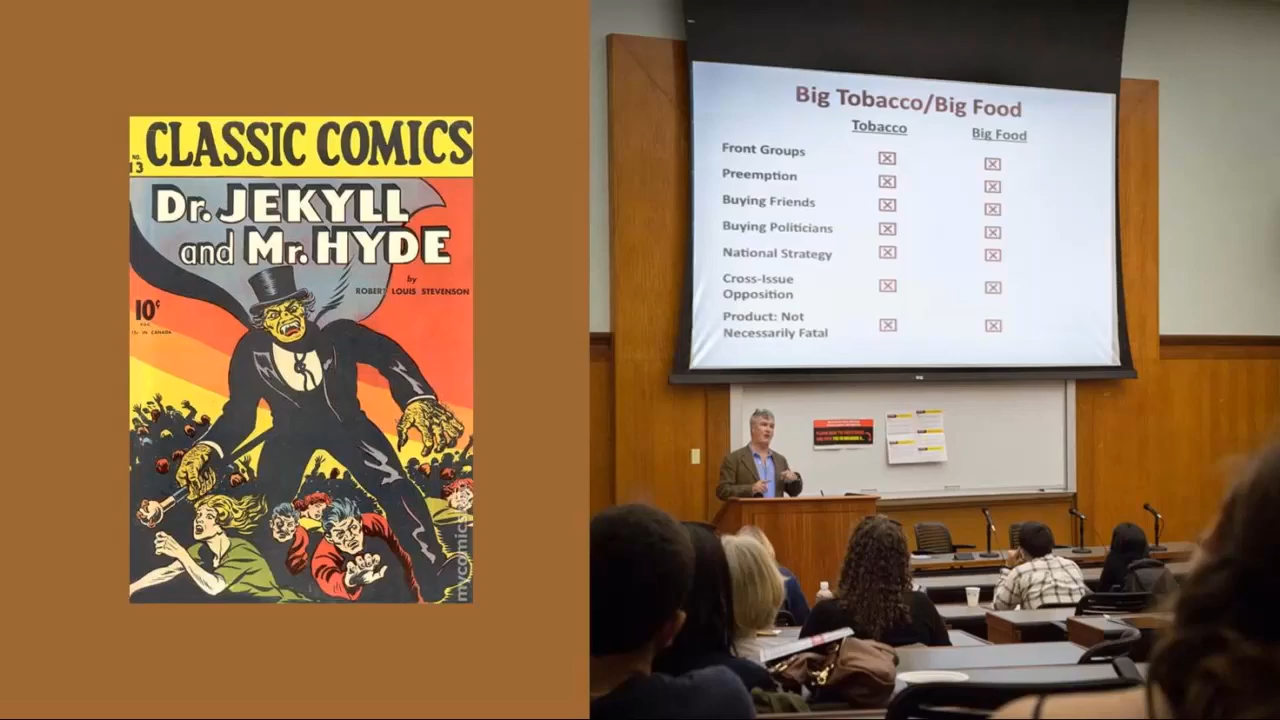 CLASSIC COMICS
NO.
13
Dr. JEKYLL
and Mr. HYDE
by
ROBERT LOUIS STEVENSON
10¢
mycomics
Big Tobacco/Big Food
Tobacco
Big Food
Front Groups
Preemption
Buying Friends
Buying Politicians
National Strategy
Cross-Issue
Opposition
Product: Not
Necessarily Fatal